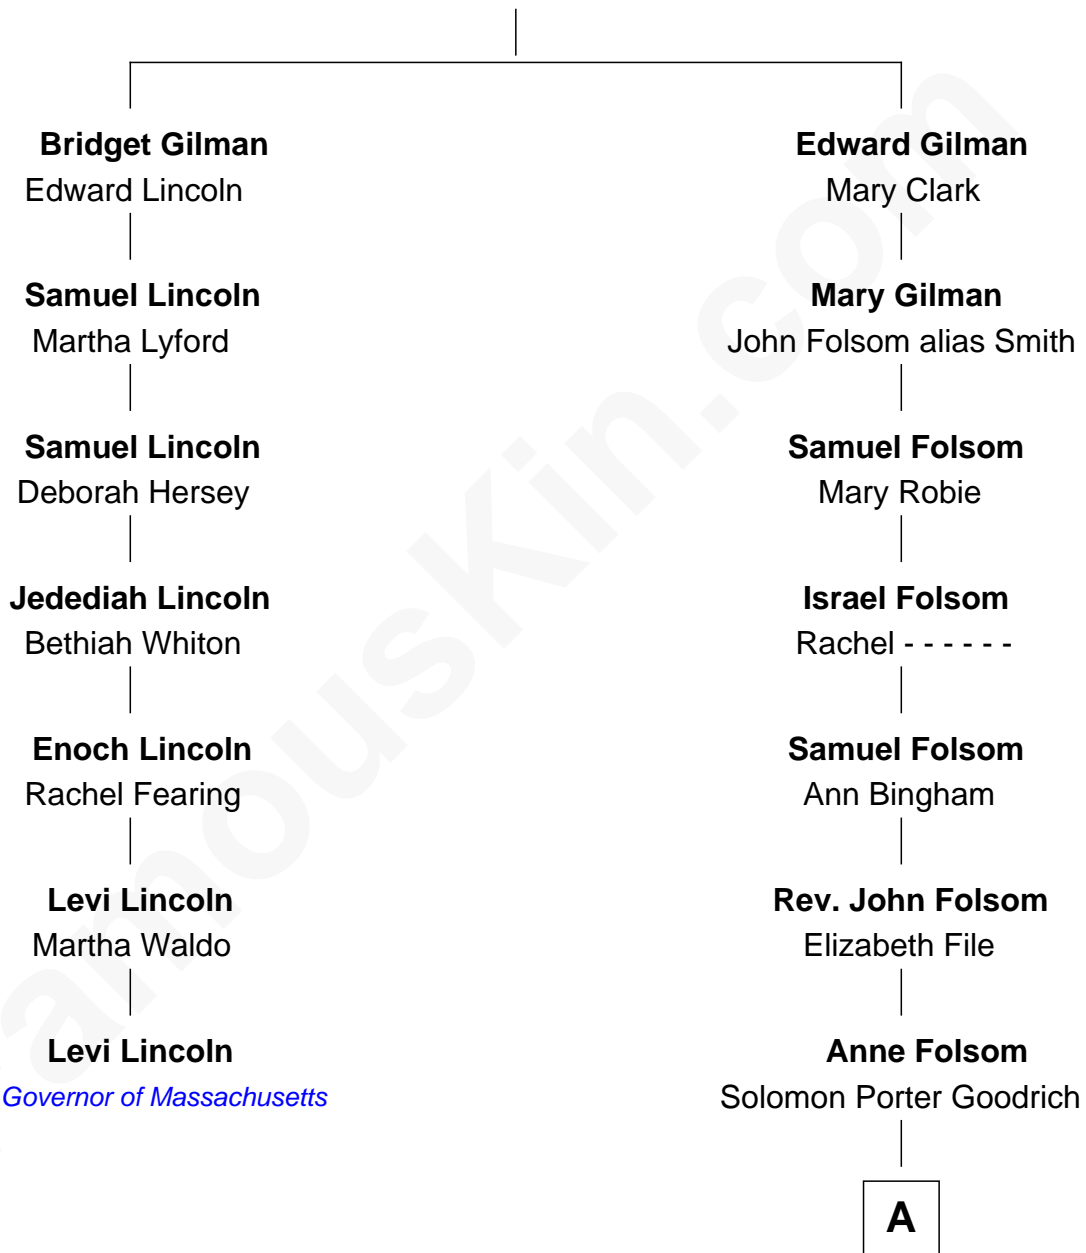 Bridget Gilman
Edward Lincoln
Samuel Lincoln
Martha Lyford
Samuel Lincoln
Deborah Hersey
Jedediah Lincoln
Bethiah Whiton
Enoch Lincoln
Rachel Fearing
Levi Lincoln
Martha Waldo
Levi Lincoln
Governor of Massachusetts
Edward Gilman
Mary Clark
Mary Gilman
John Folsom alias Smith
Samuel Folsom
Mary Robie
Israel Folsom
Rachel - - - - - -
Samuel Folsom
Ann Bingham
Rev. John Folsom
Elizabeth File
Anne Folsom
Solomon Porter Goodrich
A
amousKin.com